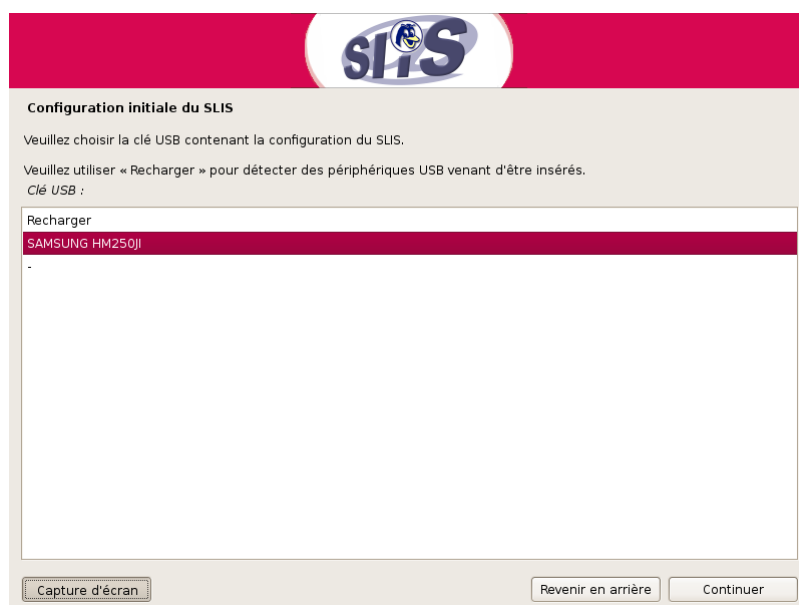 SLIS
Configuration initiale du SLIS
Veuillez choisir la clé USB contenant la configuration du SLIS.
Veuillez utiliser « Recharger » pour détecter des périphériques USB venant d'être insérés.
Clé USB :
Recharger
SAMSUNG HM250JI
-
Capture d'écran
Revenir en arrière
Continuer